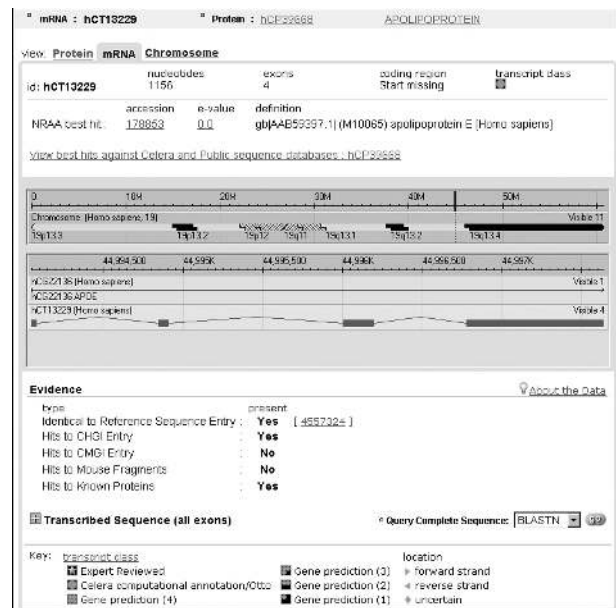 mRNA : hCT13229 Protein : hCP39668 APOLIPOPROTEIN
view: Protein mRNA Chromosome
nucleotides exons coding region transcript class
id: hCT13229 1156 4 Start missing
accession e-value definition
NRAA best hit 178853 0.0 gb|AAB59397.1| (M10065) apolipoprotein E [Homo sapiens]
View best hits against Celera and Public sequence databases : hCP39668
0 10M 20M 30M 40M 50M
Chromosome (Homo sapiens, 19) Visible 11
19p13.3 19p13.2 19p12 19q11 19q13.1 19q13.2 19q13.4
44,994,500 44,995K 44,995,500 44,996K 44,996,500 44,997K
hCG22136 (Homo sapiens) Visible 1
hCG22136 APOE
hCT13229 (Homo sapiens) Visible 4
Evidence About the Data
type present
Identical to Reference Sequence Entry : Yes [ 4557324 ]
Hits to CHGI Entry : Yes
Hits to CMGI Entry : No
Hits to Mouse Fragments : No
Hits to Known Proteins : Yes
Transcribed Sequence (all exons) Query Complete Sequence: BLASTN go
Key: transcript class location
Expert Reviewed Gene prediction (3) forward strand
Celera computational annotation/Otto Gene prediction (2) reverse strand
Gene prediction (4) Gene prediction (1) uncertain